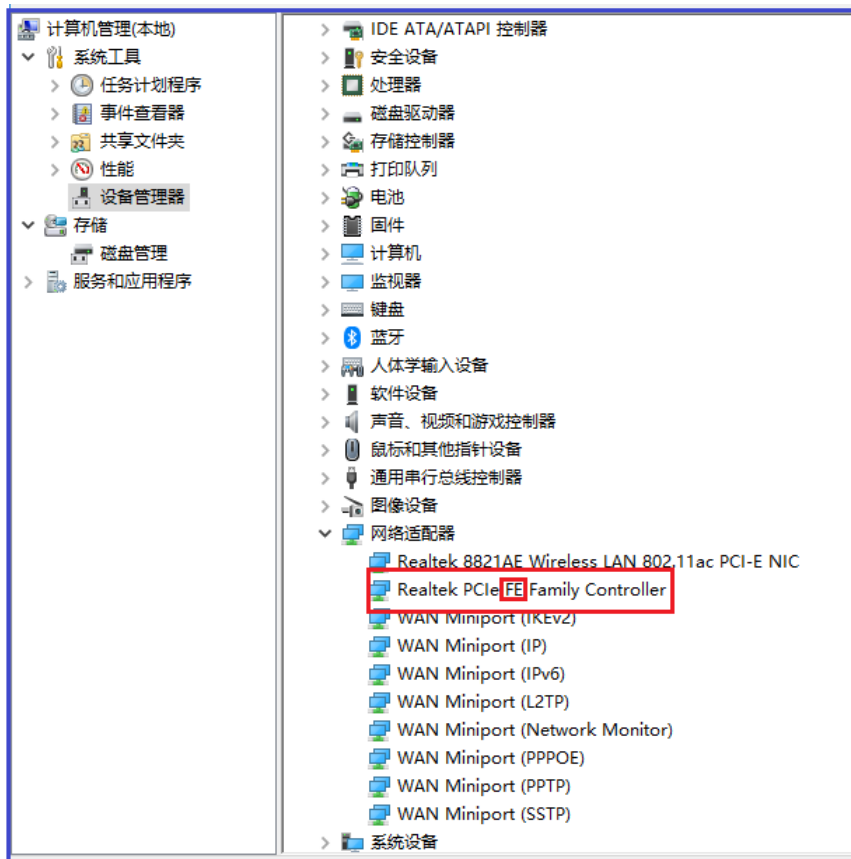 计算机管理(本地)
系统工具
任务计划程序
事件查看器
共享文件夹
性能
设备管理器
存储
磁盘管理
服务和应用程序
IDE ATA/ATAPI 控制器
安全设备
处理器
磁盘驱动器
存储控制器
打印队列
电池
固件
计算机
监视器
键盘
蓝牙
人体学输入设备
软件设备
声音、视频和游戏控制器
鼠标和其他指针设备
通用串行总线控制器
图像设备
网络适配器
Realtek 8821AE Wireless LAN 802.11ac PCI-E NIC
Realtek PCIe FE Family Controller
WAN Miniport (IKEv2)
WAN Miniport (IP)
WAN Miniport (IPv6)
WAN Miniport (L2TP)
WAN Miniport (Network Monitor)
WAN Miniport (PPPOE)
WAN Miniport (PPTP)
WAN Miniport (SSTP)
系统设备